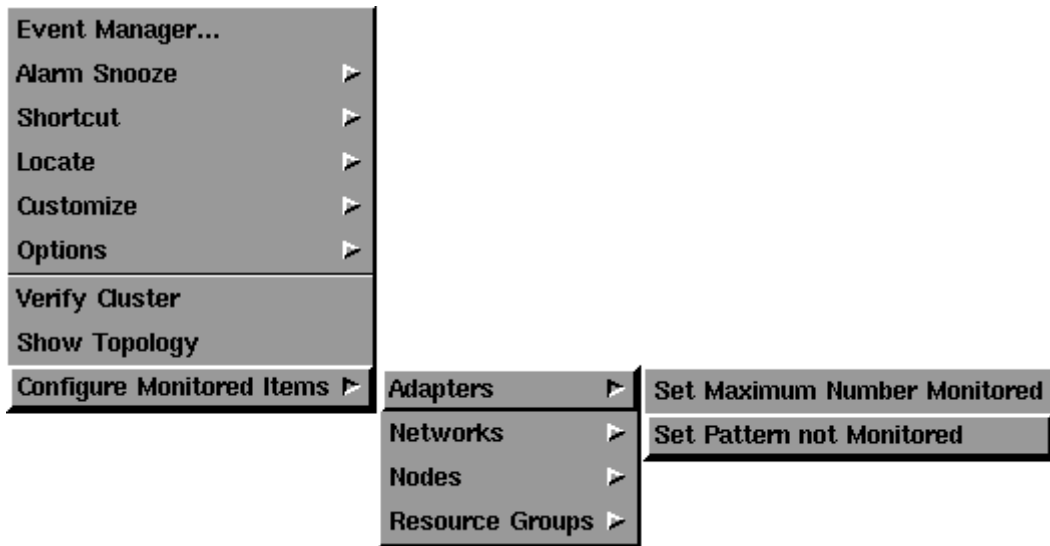 Event Manager...
Alarm Snooze
Shortcut
Locate
Customize
Options
Verify Cluster
Show Topology
Configure Monitored Items
Adapters
Networks
Nodes
Resource Groups
Set Maximum Number Monitored
Set Pattern not Monitored